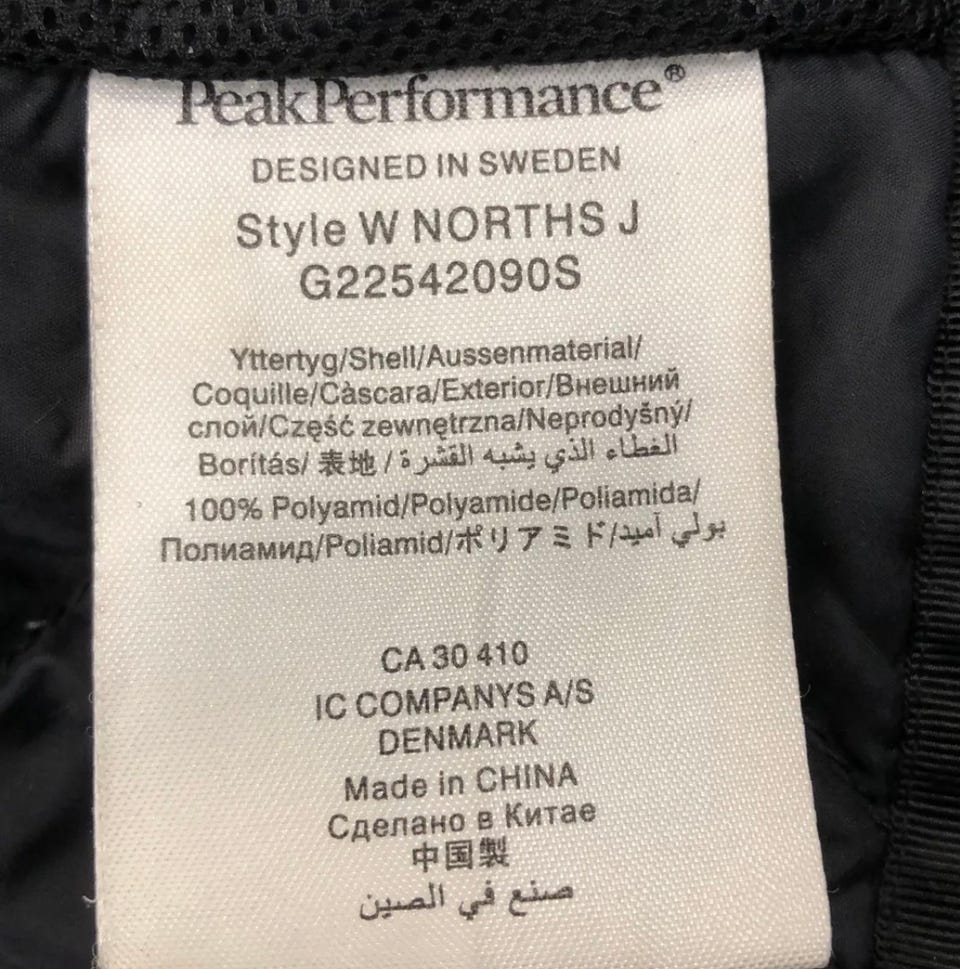 PeakPerformance®
DESIGNED IN SWEDEN
Style W NORTHS J
G22542090S
Yttertyg/Shell/Aussenmaterial/
Coquille/Càscara/Exterior/Внешний
слой/Część zewnętrzna/Neprodyšný/
Borítás/ 表地 / الغطاء الذي يشبه القشرة
100% Polyamid/Polyamide/Poliamida/
Полиамид/Poliamid/ポリアミド/بولي آميد
CA 30 410
IC COMPANYS A/S
DENMARK
Made in CHINA
Сделано в Китае
中国製
صنع في الصين